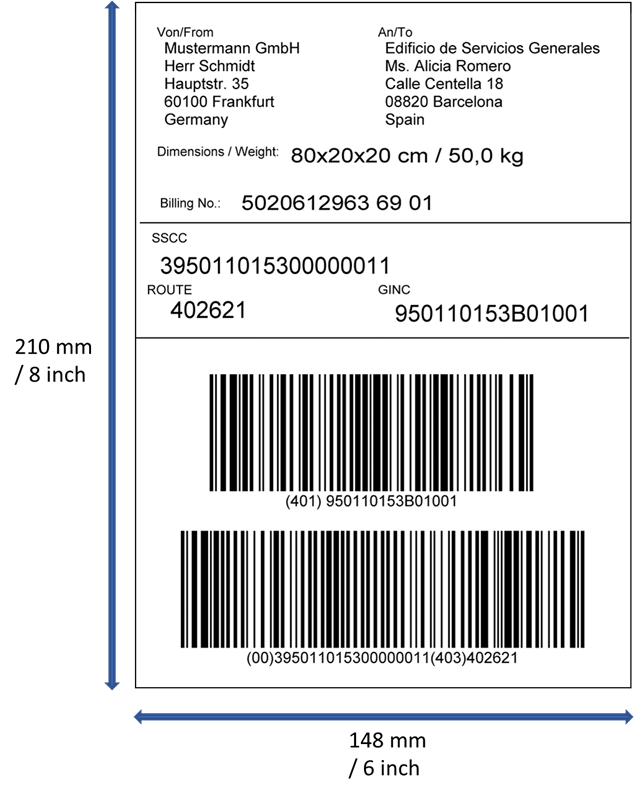 Von/From
Mustermann GmbH
Herr Schmidt
Hauptstr. 35
60100 Frankfurt
Germany
An/To
Edificio de Servicios Generales
Ms. Alicia Romero
Calle Centella 18
08820 Barcelona
Spain
Dimensions / Weight: 80x20x20 cm / 50,0 kg
Billing No.: 5020612963 69 01
SSCC
395011015300000011
ROUTE
402621
GINC
950110153B01001
(401) 950110153B01001
(00)395011015300000011(403)402621
210 mm
/ 8 inch
148 mm
/ 6 inch